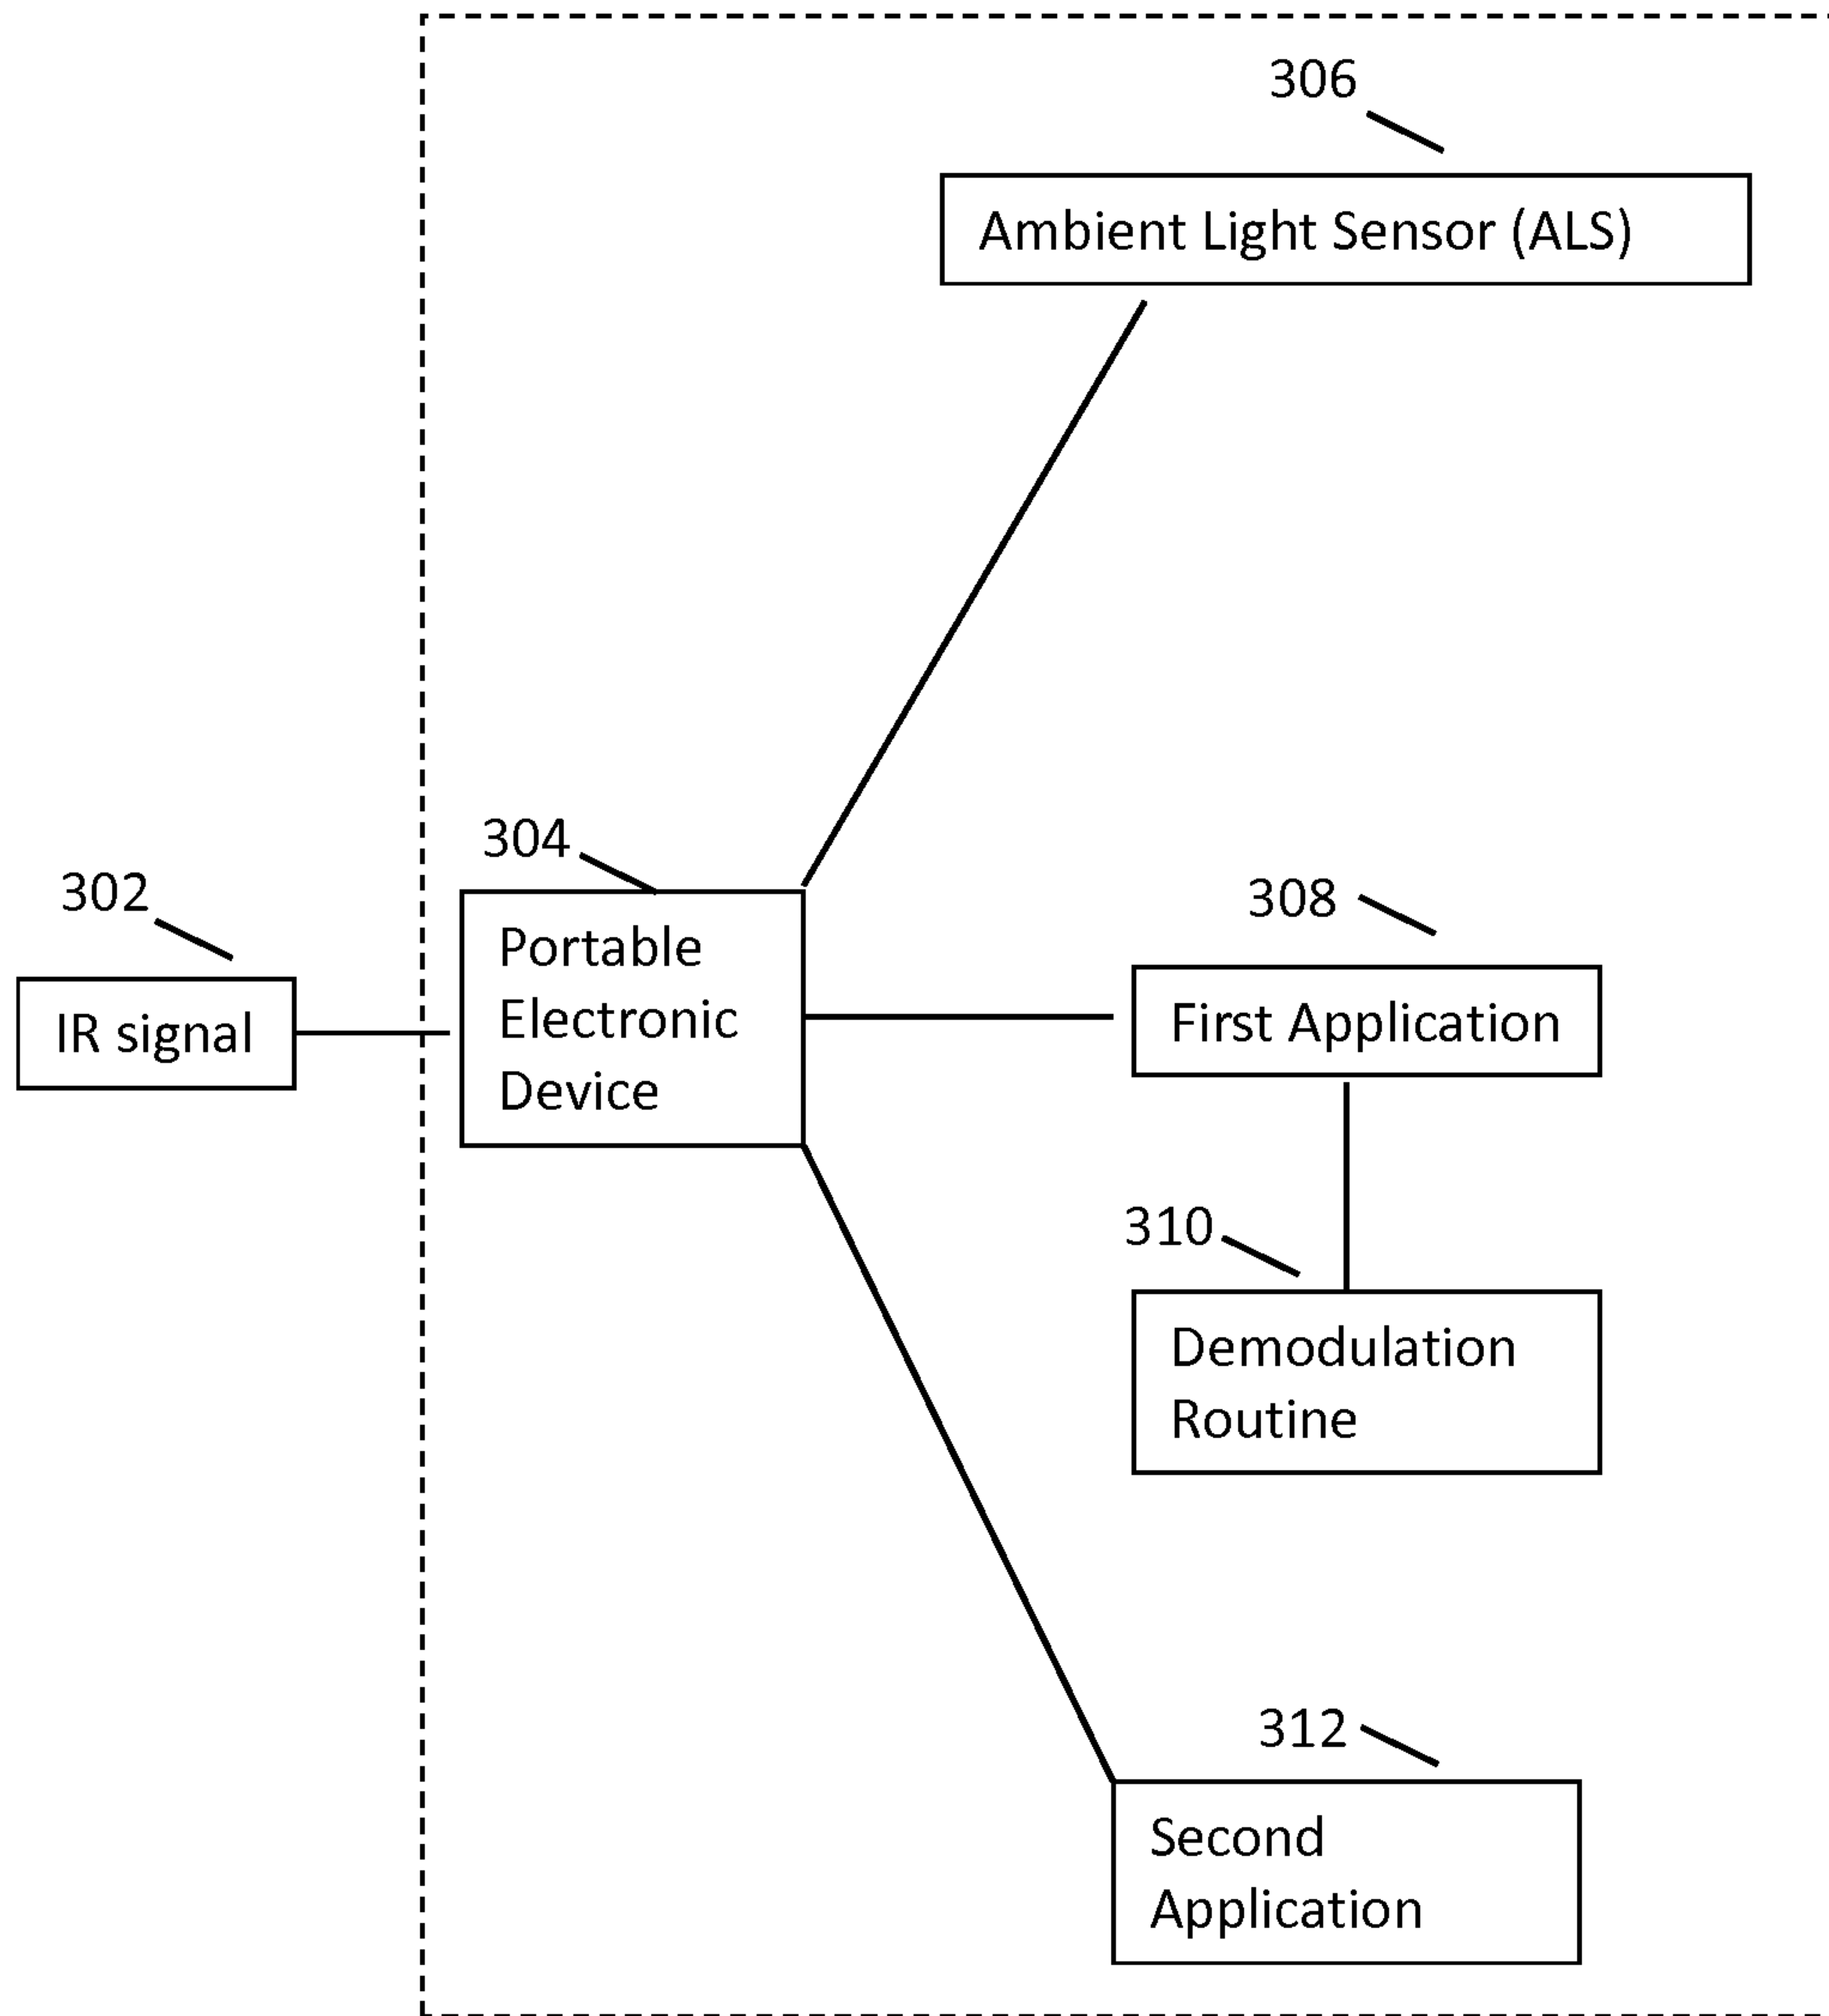 306
Ambient Light Sensor (ALS)
304
302
Portable
Electronic
Device
IR signal
308
First Application
310
Demodulation
Routine
312
Second
Application